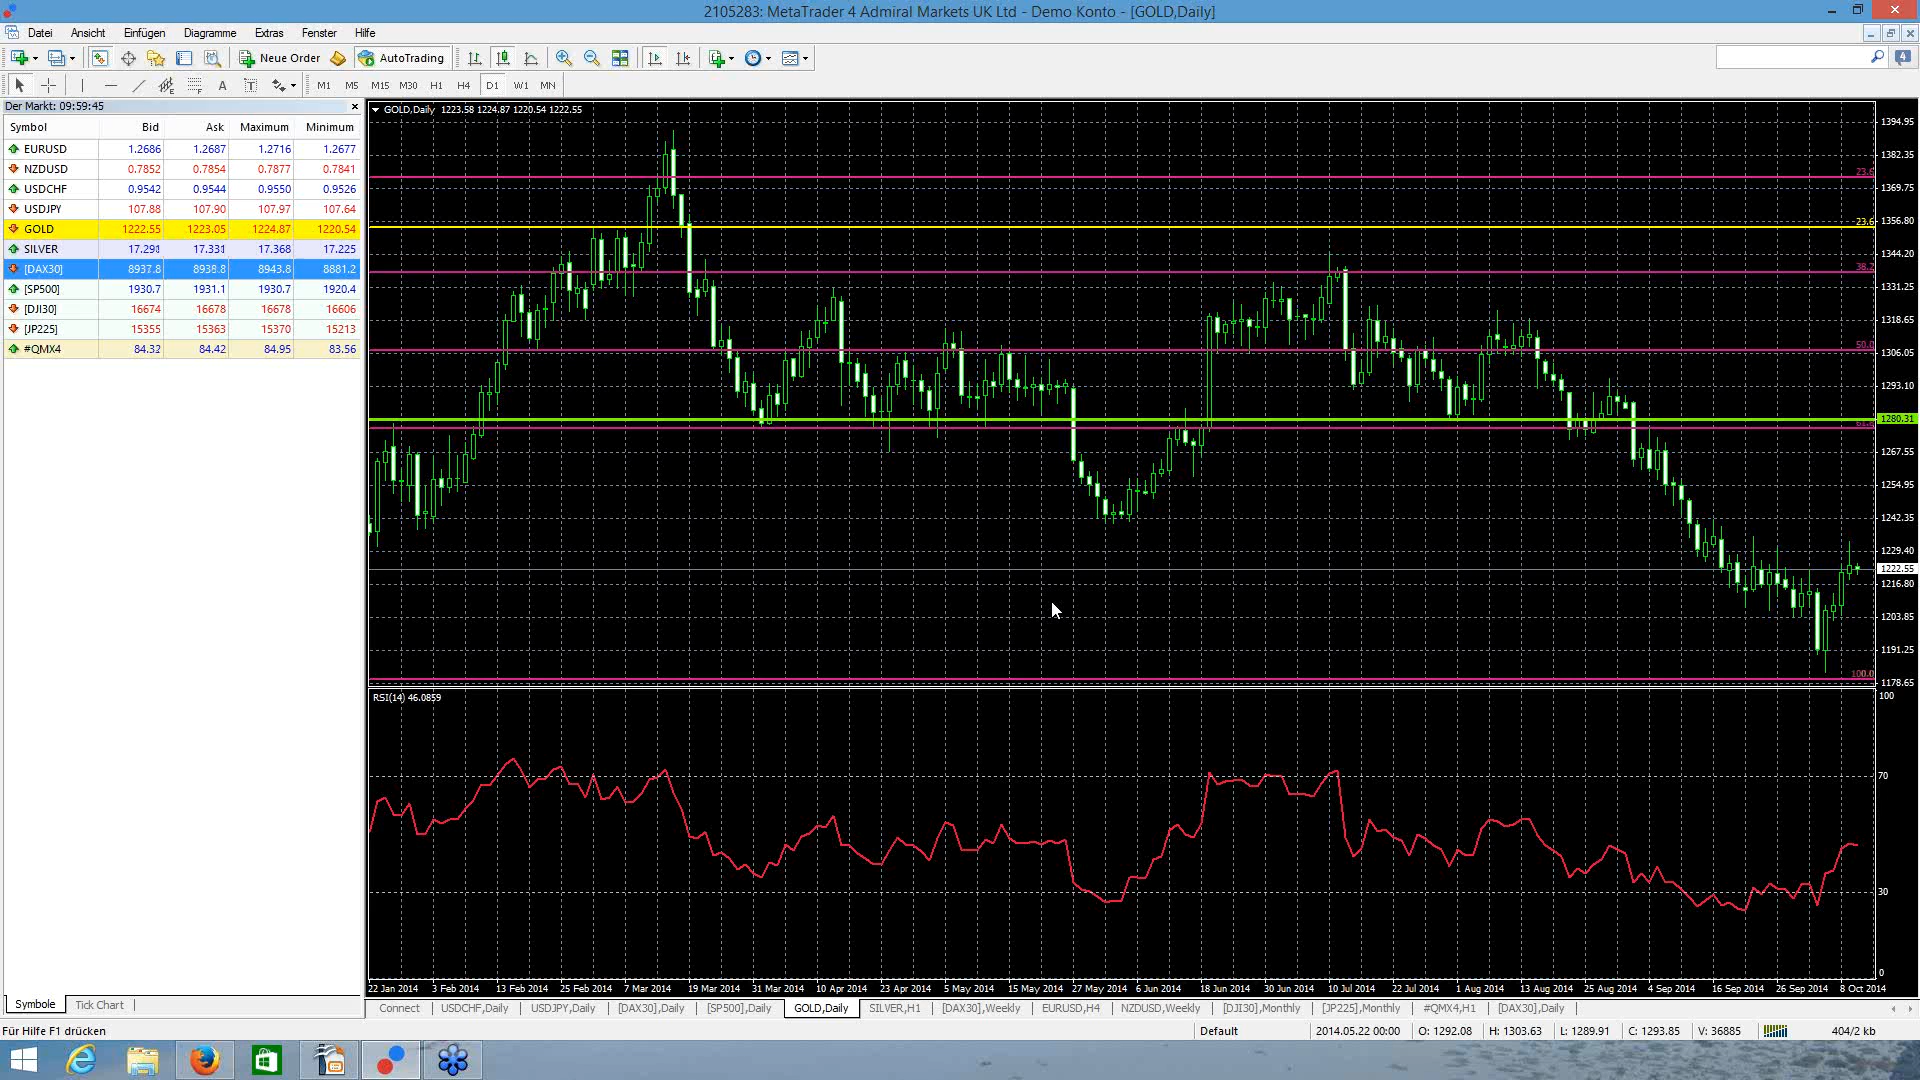 2105283: MetaTrader 4 Admiral Markets UK Ltd - Demo Konto - [GOLD,Daily]
Datei Ansicht Einfügen Diagramme Extras Fenster Hilfe
Neue Order AutoTrading 4
A T M1 M5 M15 M30 H1 H4 D1 W1 MN
Der Markt: 09:59:45
Symbol Bid Ask Maximum Minimum
EURUSD 1.2686 1.2687 1.2716 1.2677
NZDUSD 0.7852 0.7854 0.7877 0.7841
USDCHF 0.9542 0.9544 0.9550 0.9526
USDJPY 107.88 107.90 107.97 107.64
GOLD 1222.55 1223.05 1224.87 1220.54
SILVER 17.291 17.331 17.368 17.225
[DAX30] 8937.8 8938.8 8943.8 8881.2
[SP500] 1930.7 1931.1 1930.7 1920.4
[DJI30] 16674 16678 16678 16606
[JP225] 15355 15363 15370 15213
#QMX4 84.32 84.42 84.95 83.56
Symbole Tick Chart
GOLD,Daily 1223.58 1224.87 1220.54 1222.55
1394.95
1382.35
23.6
1369.75
1356.80
23.6
1344.20
38.2
1331.25
1318.65
50.0
1306.05
1293.10
1280.31
1267.55
1254.95
1242.35
1229.40
1222.55
1216.80
1203.85
1191.25
100.0
1178.65
RSI(14) 46.0859
100
70
30
0
22 Jan 2014 3 Feb 2014 13 Feb 2014 25 Feb 2014 7 Mar 2014 19 Mar 2014 31 Mar 2014 10 Apr 2014 23 Apr 2014 5 May 2014 15 May 2014 27 May 2014 6 Jun 2014 18 Jun 2014 30 Jun 2014 10 Jul 2014 22 Jul 2014 1 Aug 2014 13 Aug 2014 25 Aug 2014 4 Sep 2014 16 Sep 2014 26 Sep 2014 8 Oct 2014
Connect USDCHF,Daily USDJPY,Daily [DAX30],Daily [SP500],Daily GOLD,Daily SILVER,H1 [DAX30],Weekly EURUSD,H4 NZDUSD,Weekly [DJI30],Monthly [JP225],Monthly #QMX4,H1 [DAX30],Daily
Für Hilfe F1 drücken Default 2014.05.22 00:00 O: 1292.08 H: 1303.63 L: 1289.91 C: 1293.85 V: 36885 404/2 kb